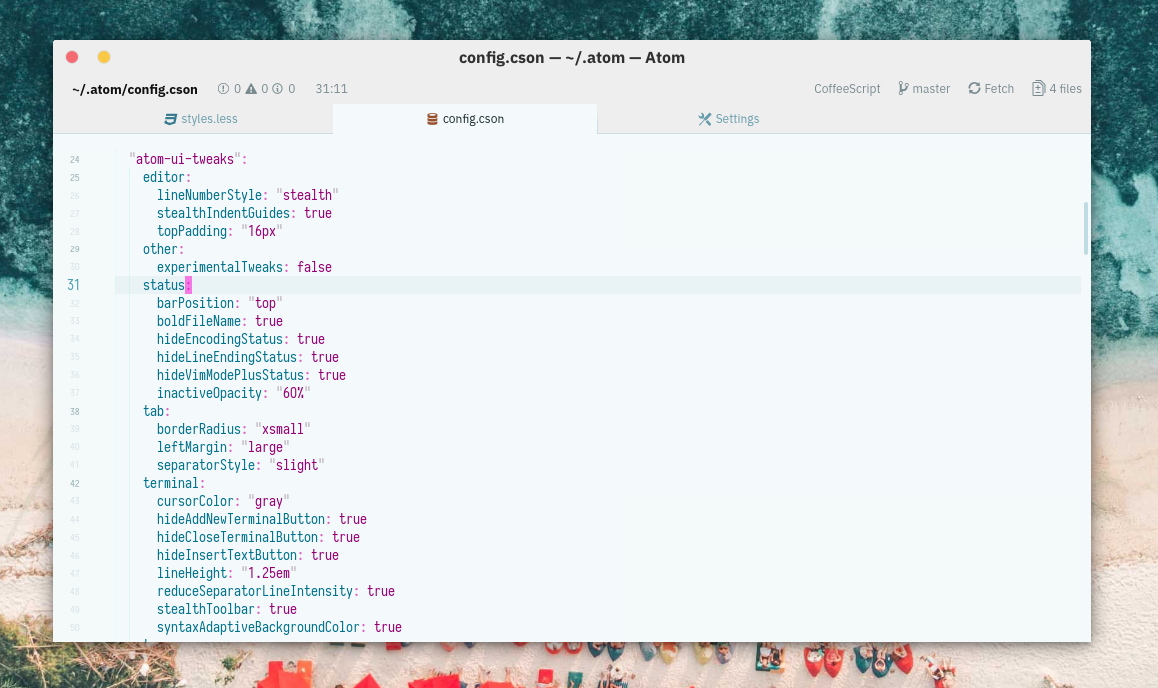 config.cson — ~/.atom — Atom
~/.atom/config.cson 0 0 0 31:11 CoffeeScript master Fetch 4 files
styles.less config.cson Settings
24 "atom-ui-tweaks":
25 editor:
26 lineNumberStyle: "stealth"
27 stealthIndentGuides: true
28 topPadding: "16px"
29 other:
30 experimentalTweaks: false
31 status:
32 barPosition: "top"
33 boldFileName: true
34 hideEncodingStatus: true
35 hideLineEndingStatus: true
36 hideVimModePlusStatus: true
37 inactiveOpacity: "60%"
38 tab:
39 borderRadius: "xsmall"
40 leftMargin: "large"
41 separatorStyle: "slight"
42 terminal:
43 cursorColor: "gray"
44 hideAddNewTerminalButton: true
45 hideCloseTerminalButton: true
46 hideInsertTextButton: true
47 lineHeight: "1.25em"
48 reduceSeparatorLineIntensity: true
49 stealthToolbar: true
50 syntaxAdaptiveBackgroundColor: true